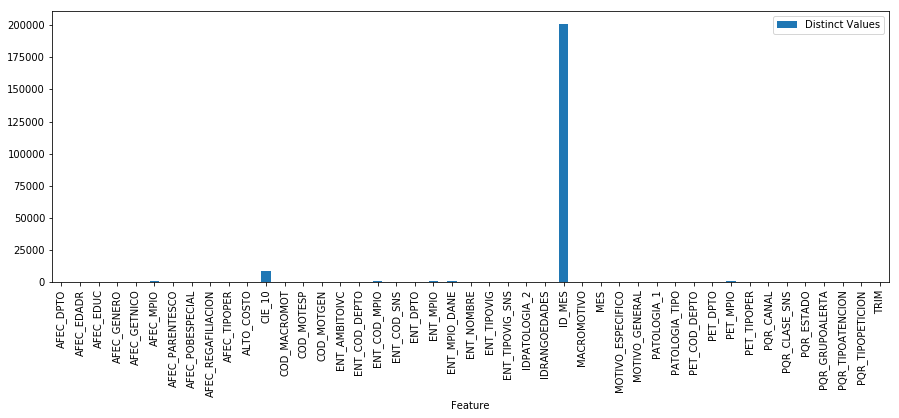 Distinct Values
200000
175000
150000
125000
100000
75000
50000
25000
0
AFEC_DPTO
AFEC_EDADR
AFEC_EDUC
AFEC_GENERO
AFEC_GETNICO
AFEC_MPIO
AFEC_PARENTESCO
AFEC_POBESPECIAL
AFEC_REGAFILIACION
AFEC_TIPOPER
ALTO_COSTO
CIE_10
COD_MACROMOT
COD_MOTESP
COD_MOTGEN
ENT_AMBITOIVC
ENT_COD_DEPTO
ENT_COD_MPIO
ENT_COD_SNS
ENT_DPTO
ENT_MPIO
ENT_MPIO_DANE
ENT_NOMBRE
ENT_TIPOVIG
ENT_TIPOVIG_SNS
IDPATOLOGIA_2
IDRANGOEDADES
ID_MES
MACROMOTIVO
MES
MOTIVO_ESPECIFICO
MOTIVO_GENERAL
PATOLOGIA_1
PATOLOGIA_TIPO
PET_COD_DEPTO
PET_DPTO
PET_MPIO
PET_TIPOPER
PQR_CANAL
PQR_CLASE_SNS
PQR_ESTADO
PQR_GRUPOALERTA
PQR_TIPOATENCION
PQR_TIPOPETICION
TRIM
Feature